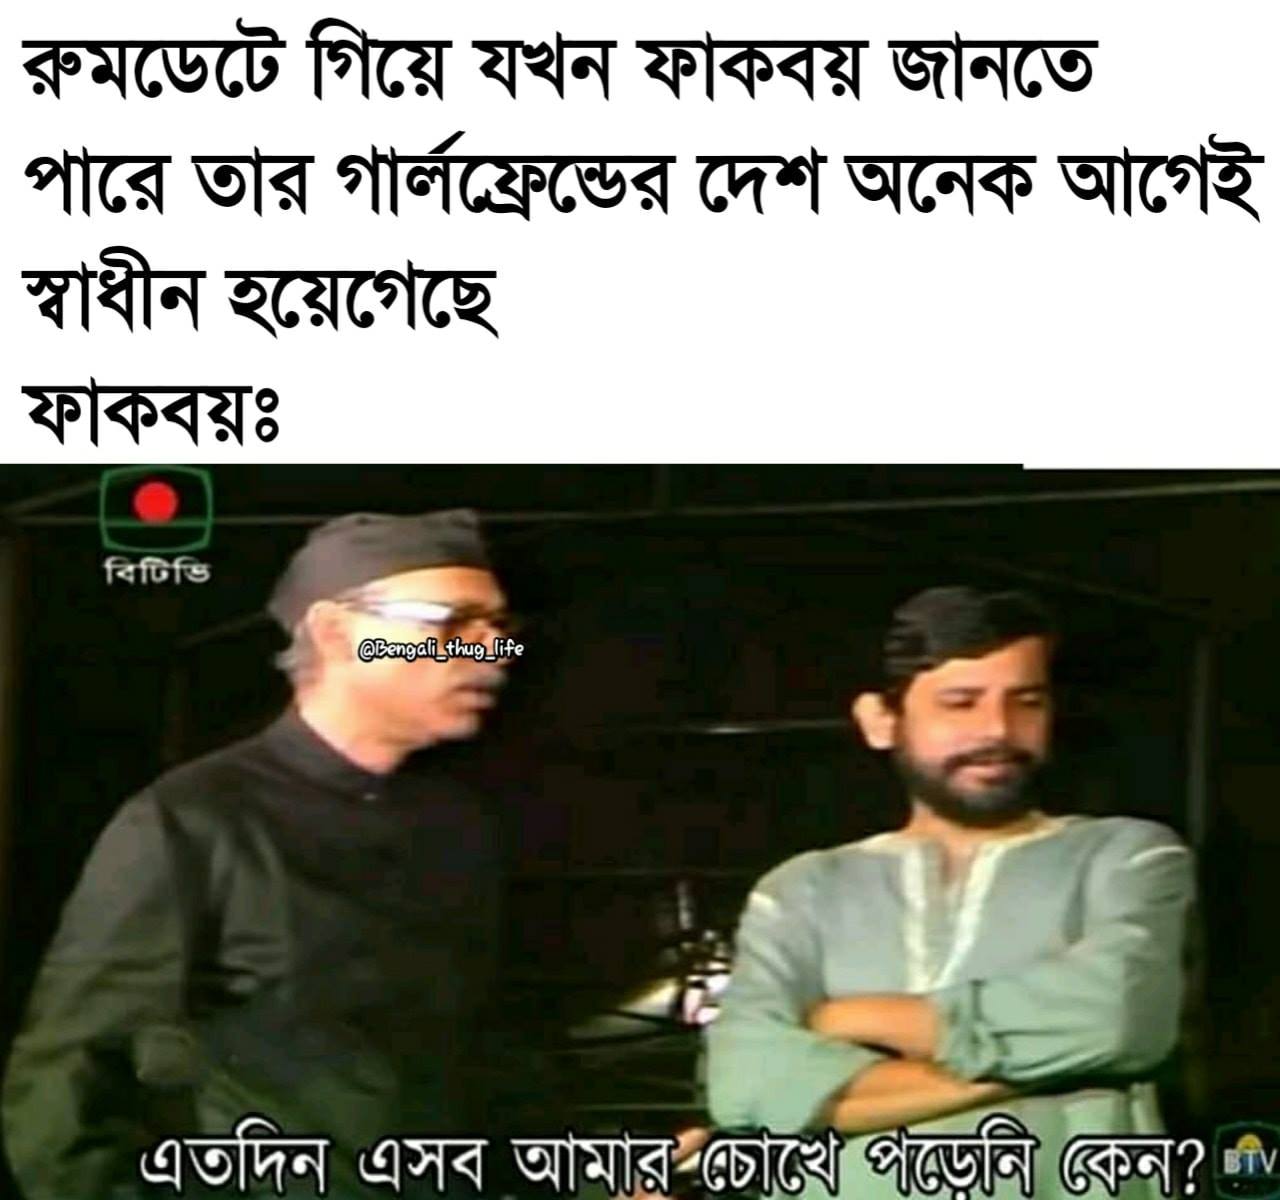 রুমডেটে গিয়ে যখন ফাকবয় জানতে
পারে তার গার্লফ্রেন্ডের দেশ অনেক আগেই
স্বাধীন হয়েগেছে
ফাকবয়ঃ
বিটিভি
@Bengali_thug_life
এতদিন এসব আমার চোখে পড়েনি কেন?
BTV